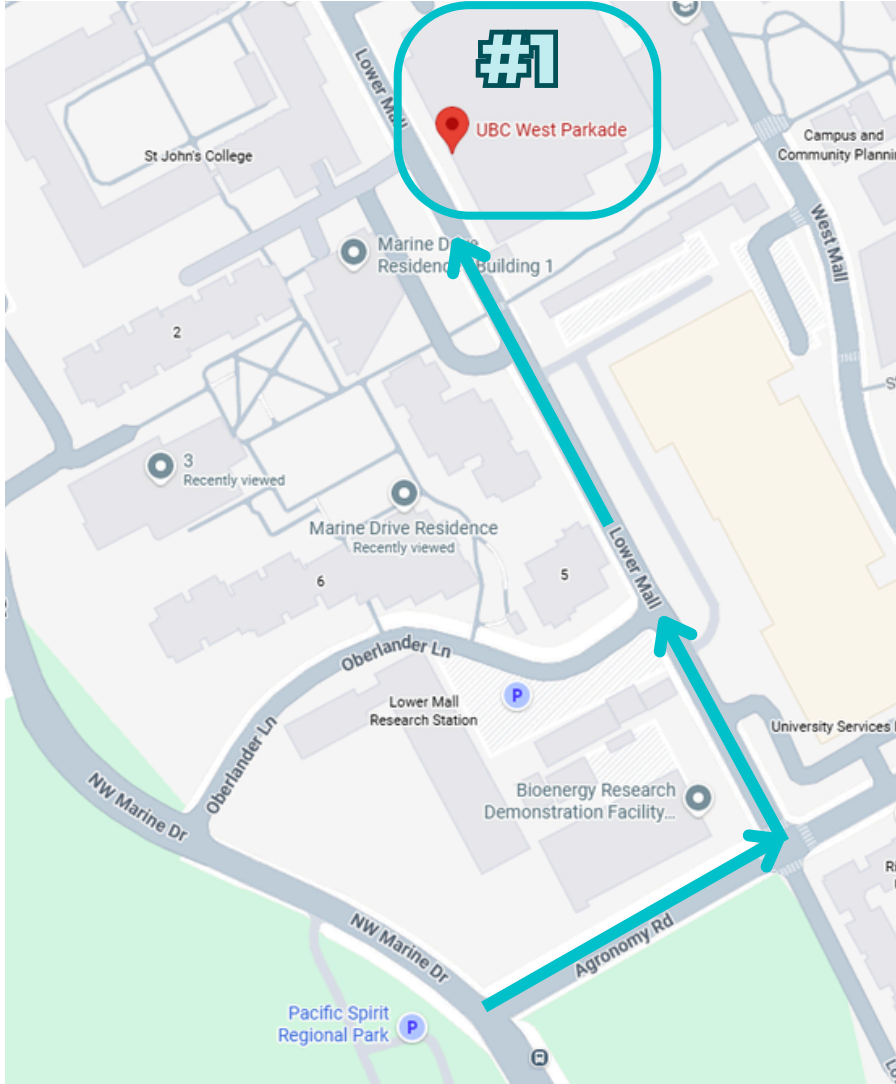 #1
Lower Mall
UBC West Parkade
St John's College
Campus and
Community Plannin
West Mall
Marine Drive
Residence Building 1
2
3
Recently viewed
Marine Drive Residence
Recently viewed
6
5
Lower Mall
Oberlander Ln
Lower Mall
Research Station
P
University Services
Oberlander Ln
NW Marine Dr
Bioenergy Research
Demonstration Facility...
NW Marine Dr
Agronomy Rd
Pacific Spirit
Regional Park
P